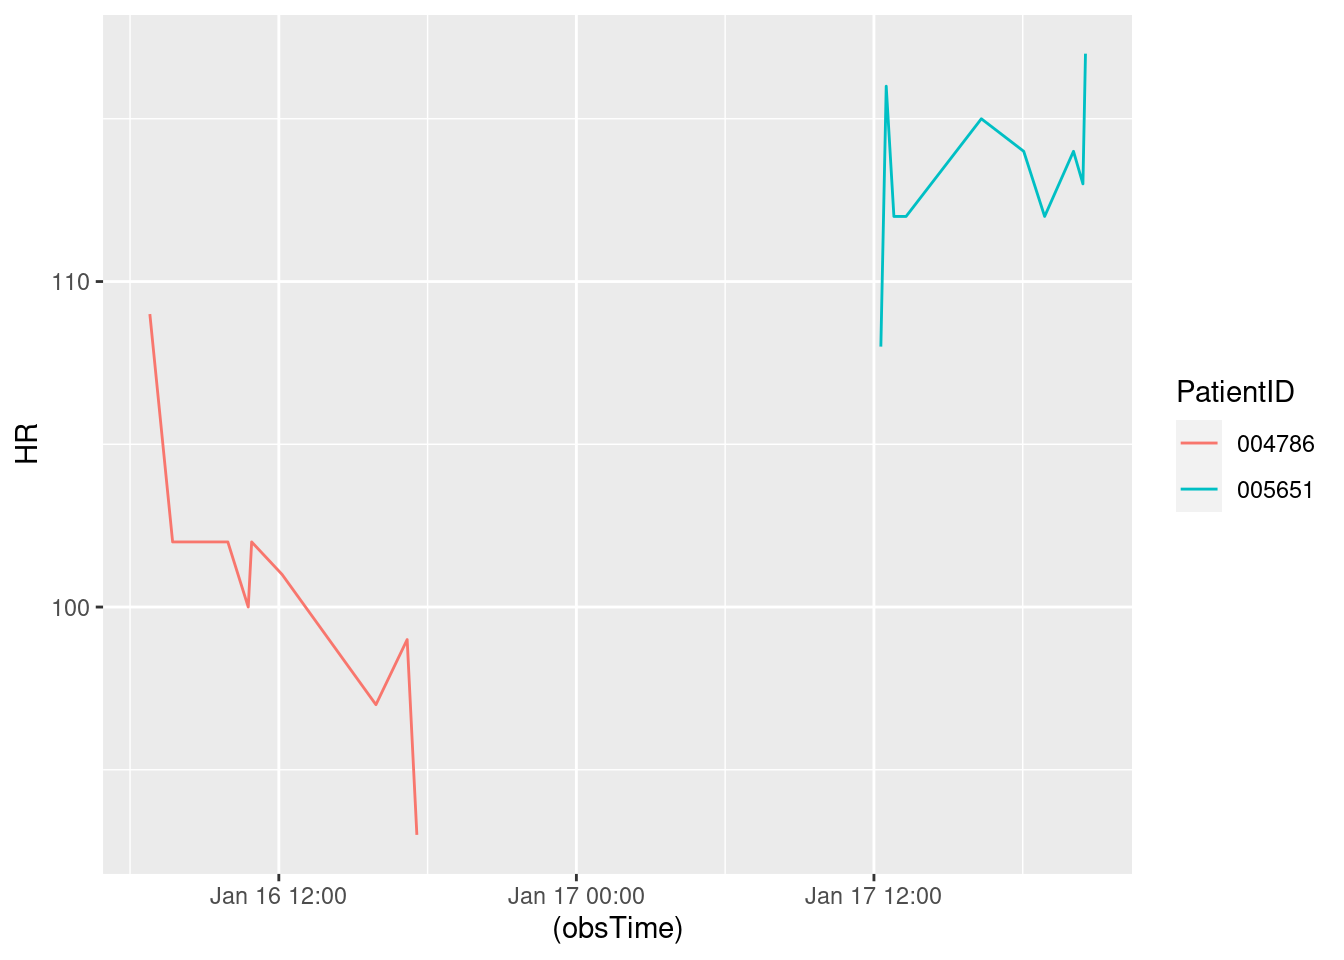 HR
110
100
Jan 16 12:00
Jan 17 00:00
Jan 17 12:00
(obsTime)
PatientID
004786
005651